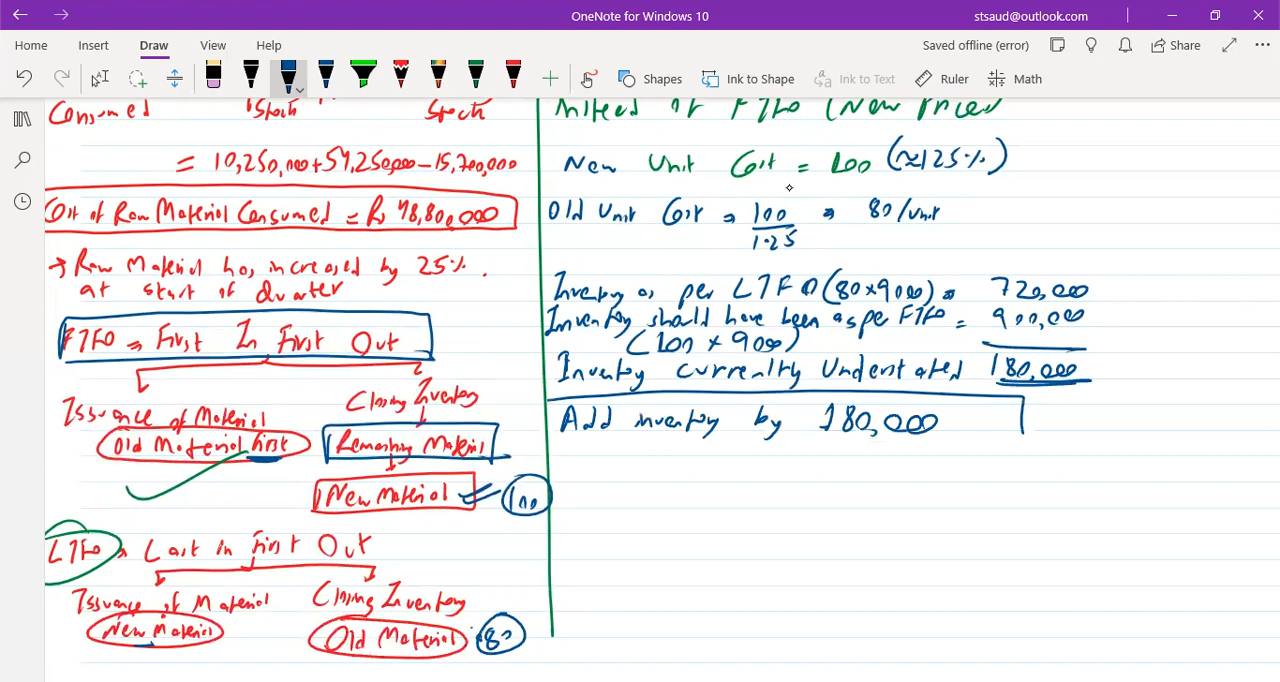 OneNote for Windows 10
stsaud@outlook.com
Home Insert Draw View Help
Saved offline (error)
Share
Shapes
Ink to Shape
Ink to Text
Ruler
Math
Consumed Stock Stock
= 10,250,000+54,250,000-15,700,000
Cost of Raw Material Consumed = Rs 48,800,000
→ Raw Material has increased by 25%.
at start of Quarter
FIFO = First In First Out
Issuance of Material
Old Material first
Closing Inventory
Remaining Material
New Material 100
LIFO = Last in First Out
Issuance of Material
New Material
Closing Inventory
Old Material 80
Instead of FIFO (New Prices
New Unit Cost = 100 (≈125%)
Old Unit Cost = 100
1.25
= 80/unit
Inventory as per LIFO (80×9000) = 720,000
Inventory should have been as per FIFO = 900,000
(100 × 9000)
Inventory currently Understated 180,000
Add inventory by 180,000